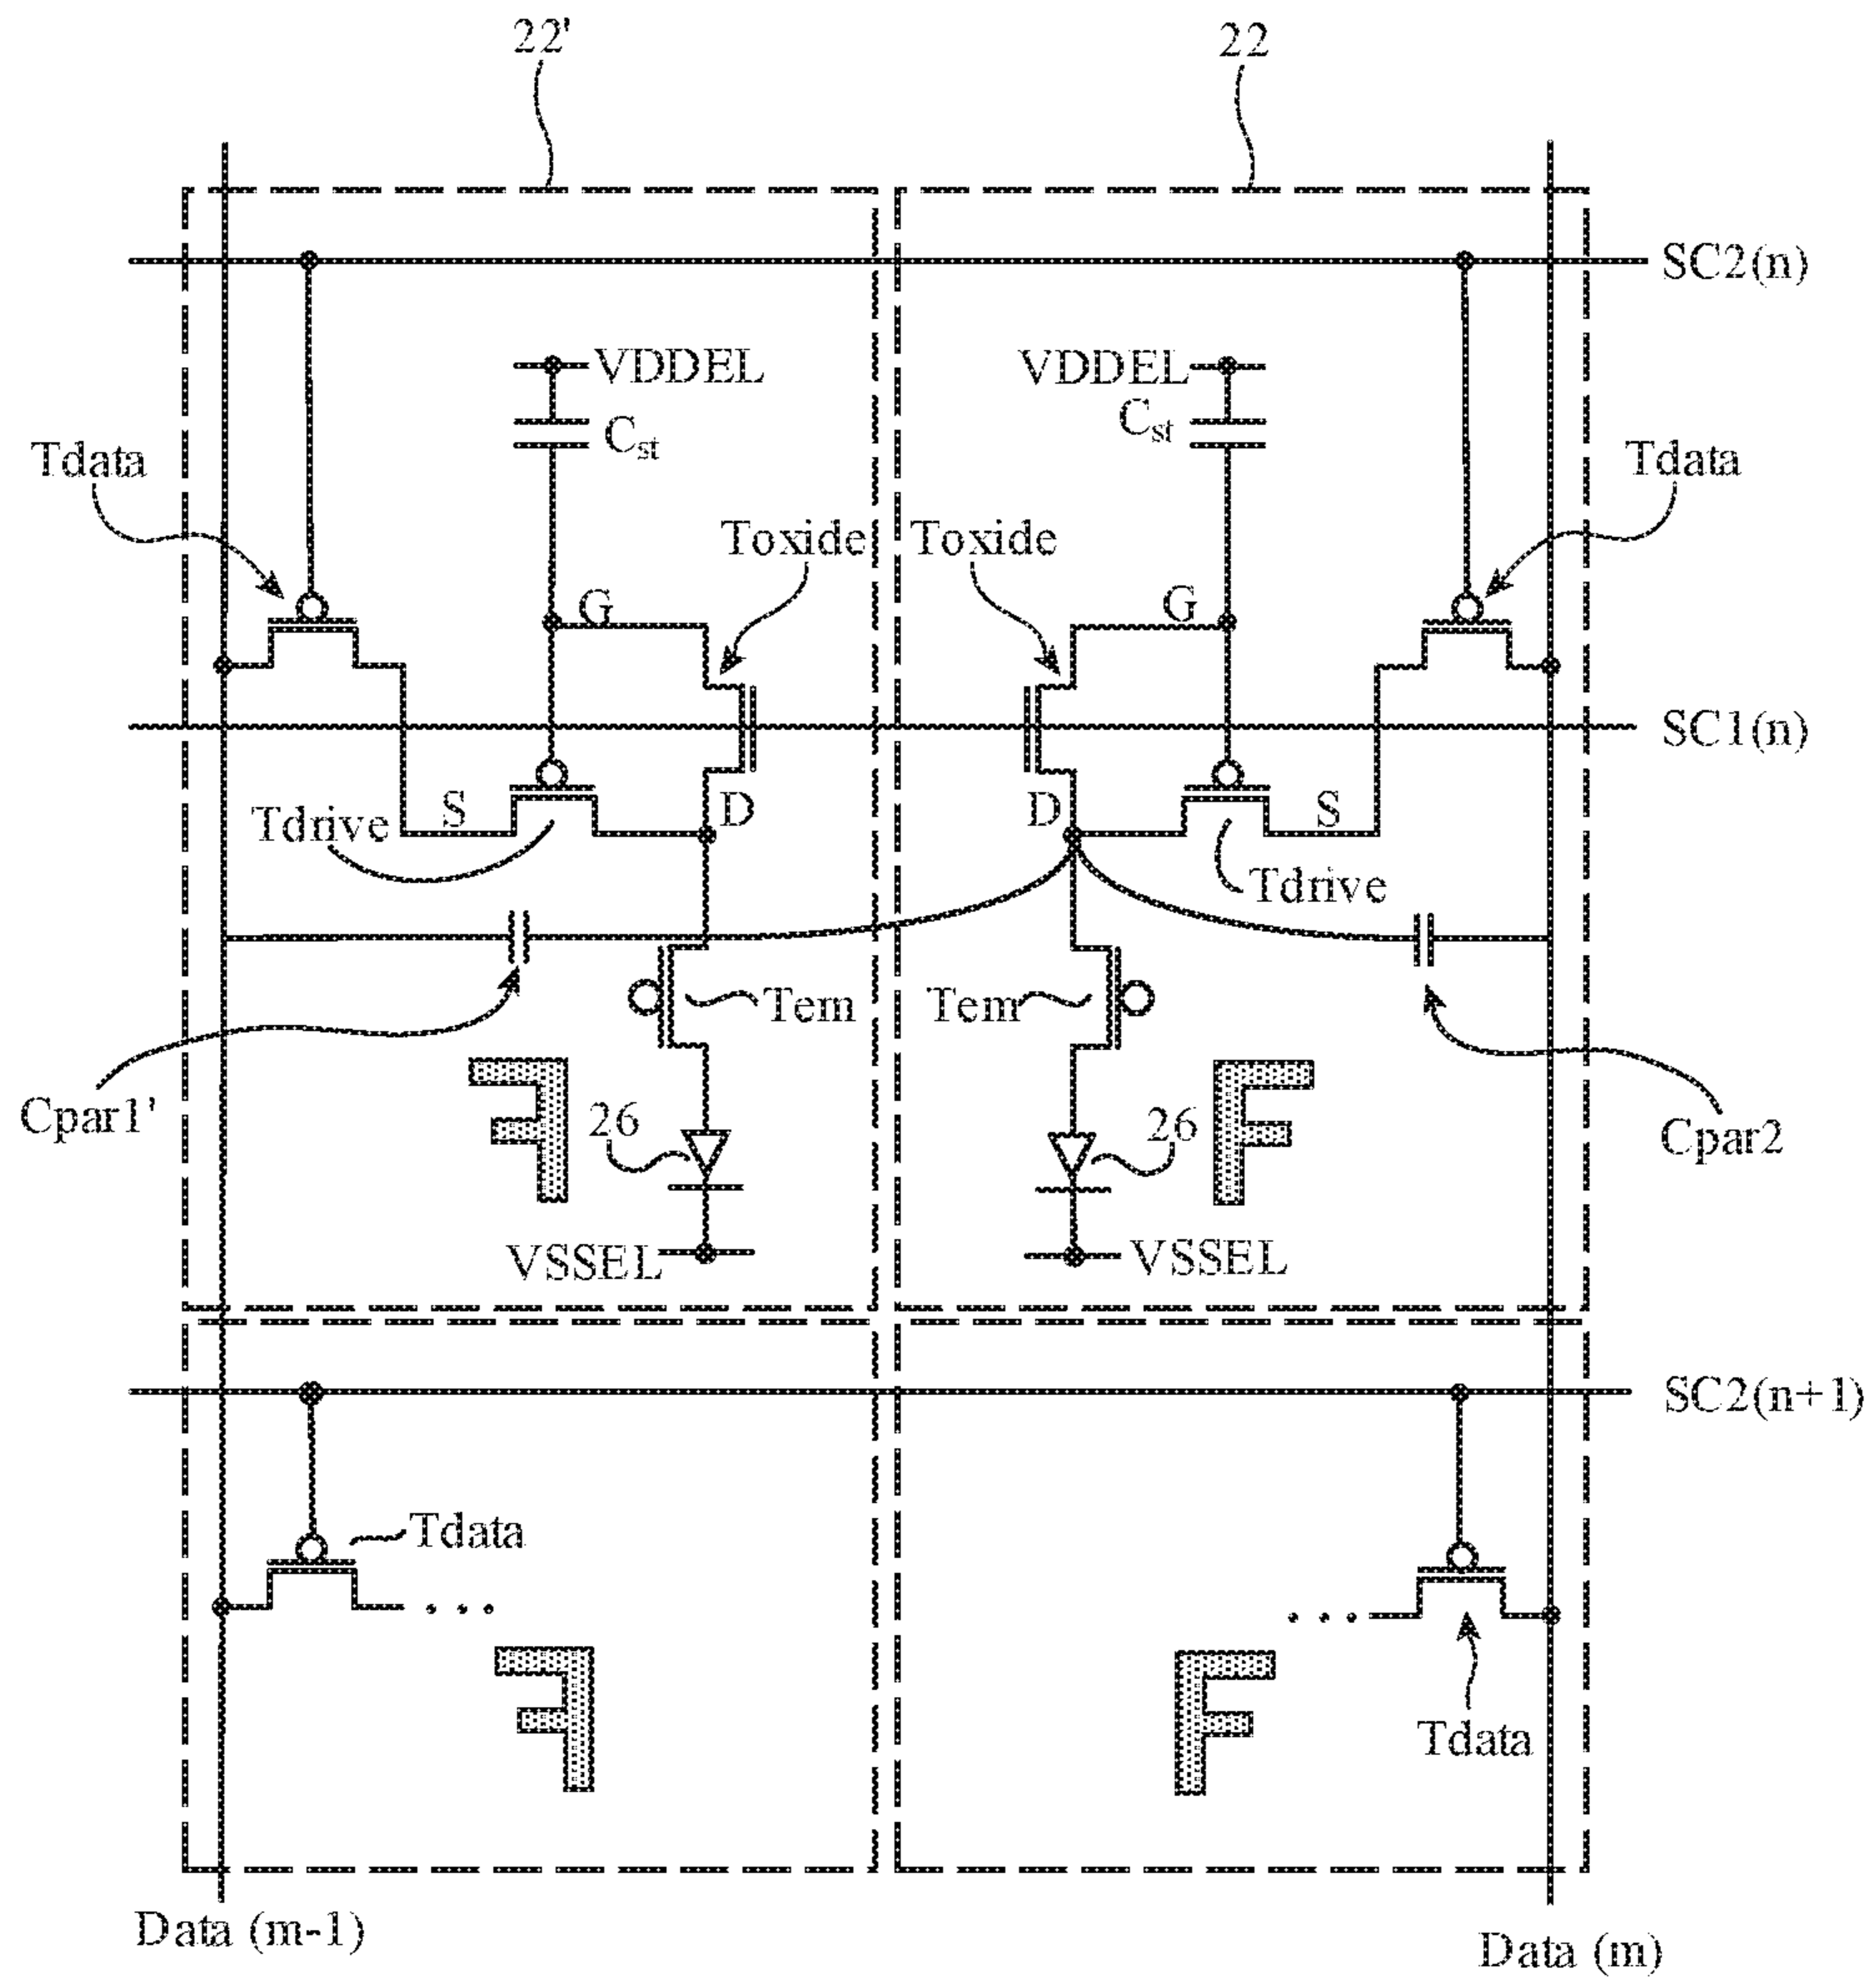 22'
22
SC2(n)
VDDEL
VDDEL
Cst
Cst
Tdata
Tdata
Toxide
Toxide
G
G
SC1(n)
S
D
D
S
Tdrive
Tdrive
Tem
Tem
Cpar1'
F
26
26
F
Cpar2
VSSEL
VSSEL
SC2(n+1)
Tdata
F
F
Tdata
Data (m-1)
Data (m)